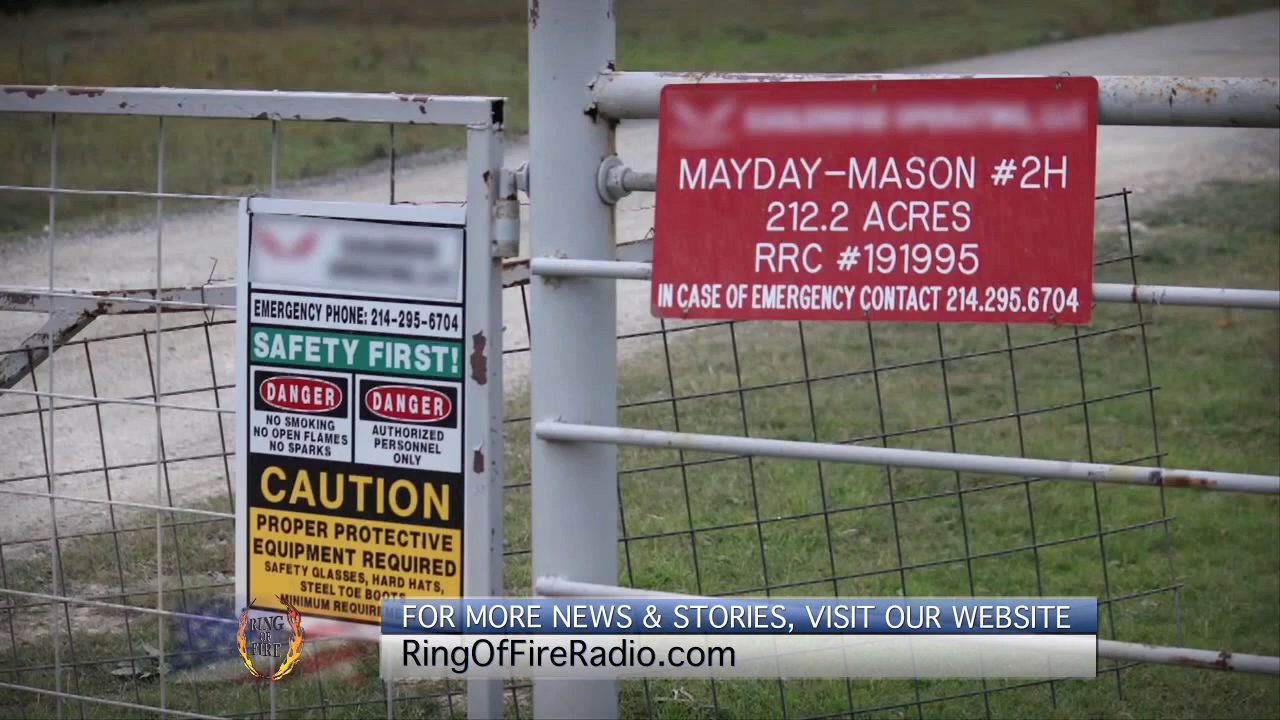 MAYDAY-MASON #2H
212.2 ACRES
RRC #191995
IN CASE OF EMERGENCY CONTACT 214.295.6704
EMERGENCY PHONE: 214-295-6704
SAFETY FIRST!
DANGER
NO SMOKING
NO OPEN FLAMES
NO SPARKS
DANGER
AUTHORIZED
PERSONNEL
ONLY
CAUTION
PROPER PROTECTIVE
EQUIPMENT REQUIRED
SAFETY GLASSES, HARD HATS,
STEEL TOE BOOTS
MINIMUM
RING
OF
FIRE
FOR MORE NEWS & STORIES, VISIT OUR WEBSITE
RingOfFireRadio.com